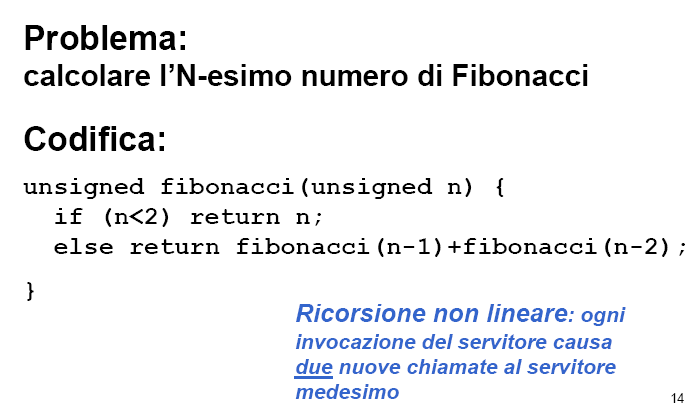 Problema:
calcolare l'N-esimo numero di Fibonacci
Codifica:
unsigned fibonacci(unsigned n) {
if (n<2) return n;
else return fibonacci(n-1)+fibonacci(n-2);
}
Ricorsione non lineare: ogni
invocazione del servitore causa
due nuove chiamate al servitore
medesimo
14